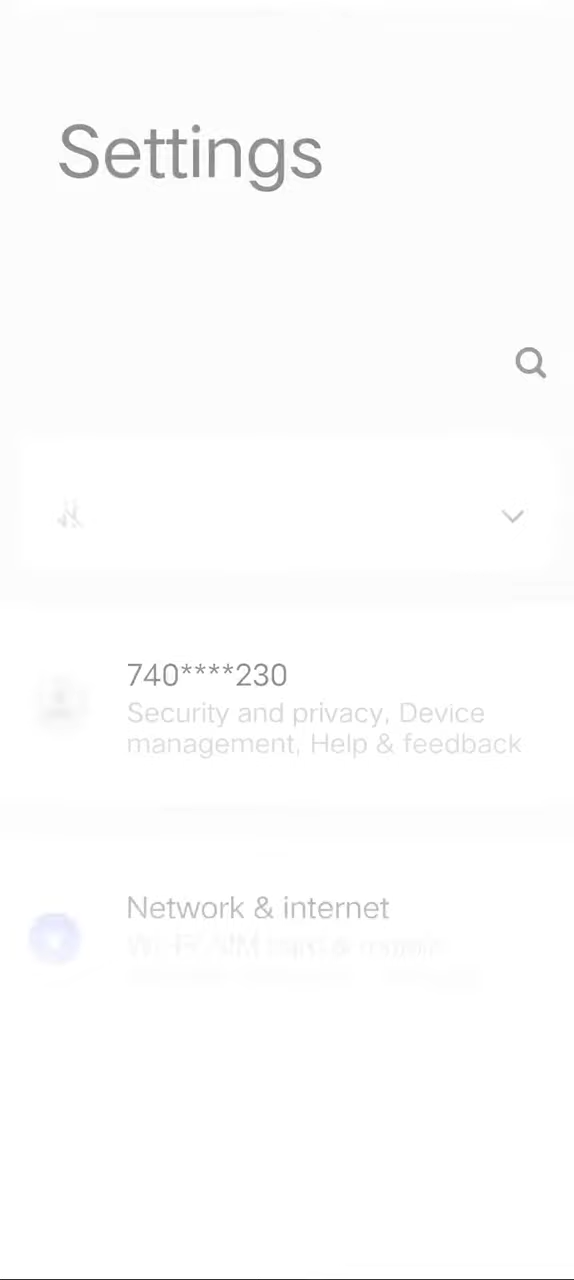 Settings
740****230
Security and privacy, Device
management, Help & feedback
Network & internet